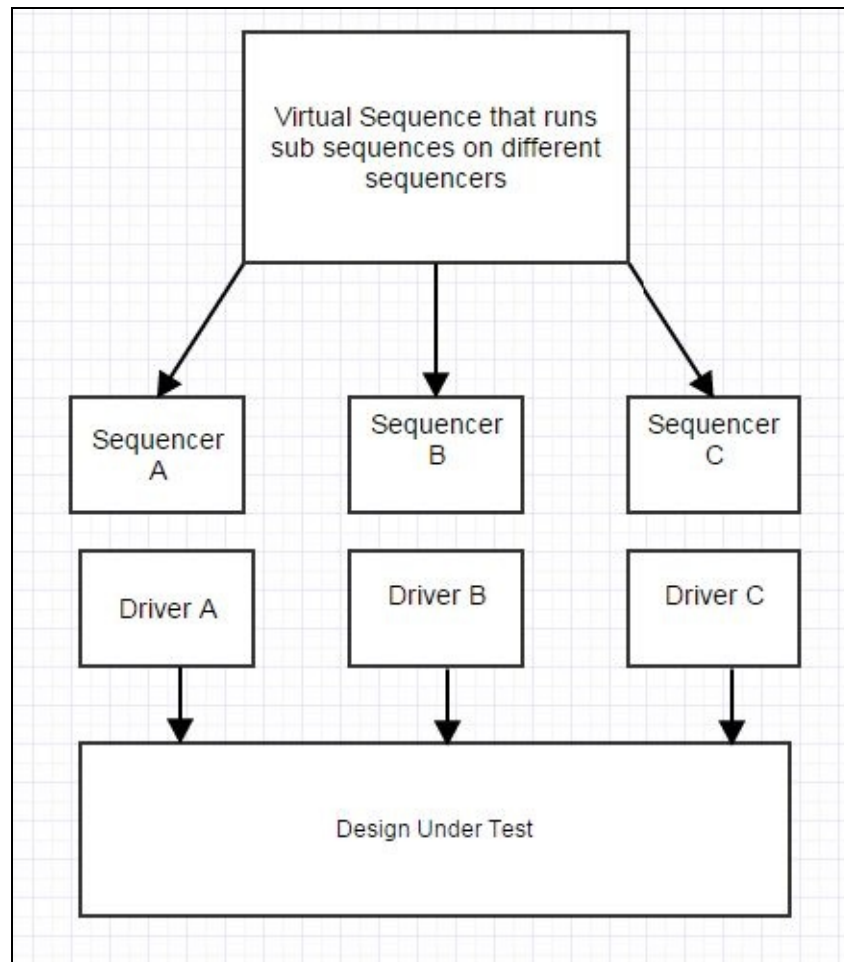 Virtual Sequence that runs
sub sequences on different
sequencers
Sequencer
A
Sequencer
B
Sequencer
C
Driver A
Driver B
Driver C
Design Under Test